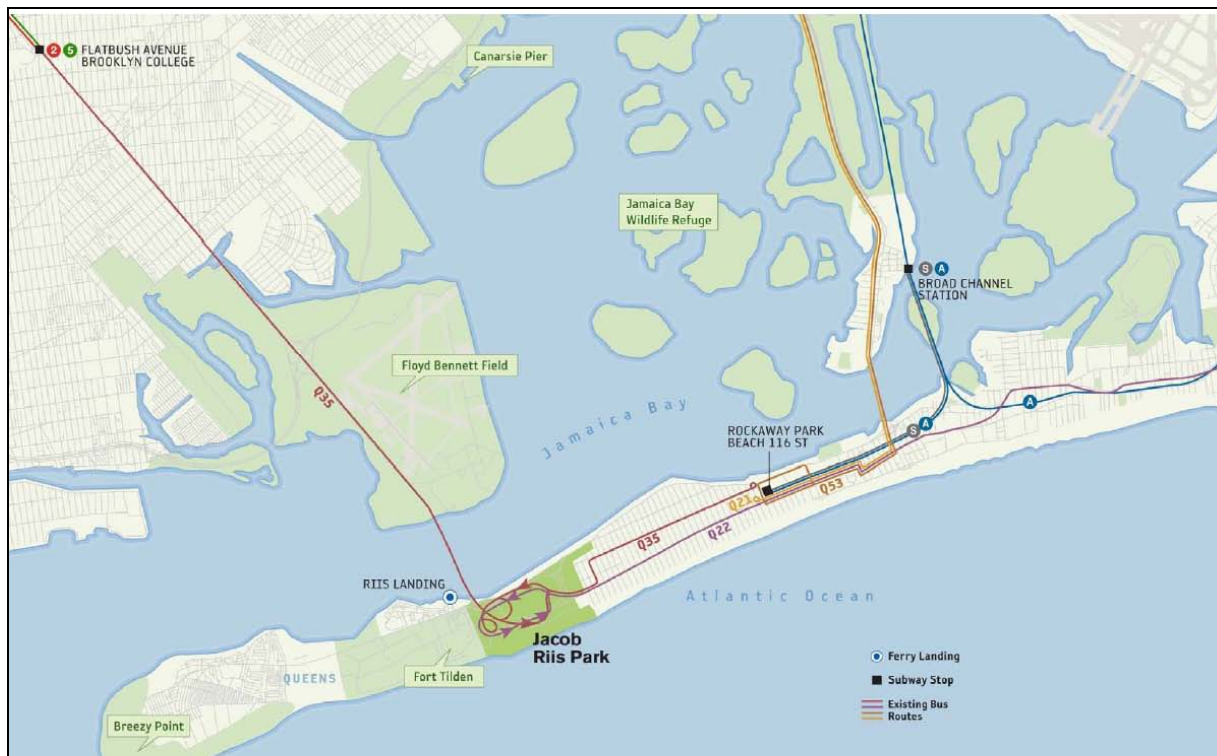 2 5 FLATBUSH AVENUE
BROOKLYN COLLEGE
Canarsie Pier
Jamaica Bay
Wildlife Refuge
S A
BROAD CHANNEL
STATION
Floyd Bennett Field
Q35
Jamaica Bay
A
S A
ROCKAWAY PARK
BEACH 116 ST
Q53
Q21
Q22
Q35
RIIS LANDING
Atlantic Ocean
Jacob
Riis Park
Fort Tilden
QUEENS
Breezy Point
Ferry Landing
Subway Stop
Existing Bus
Routes